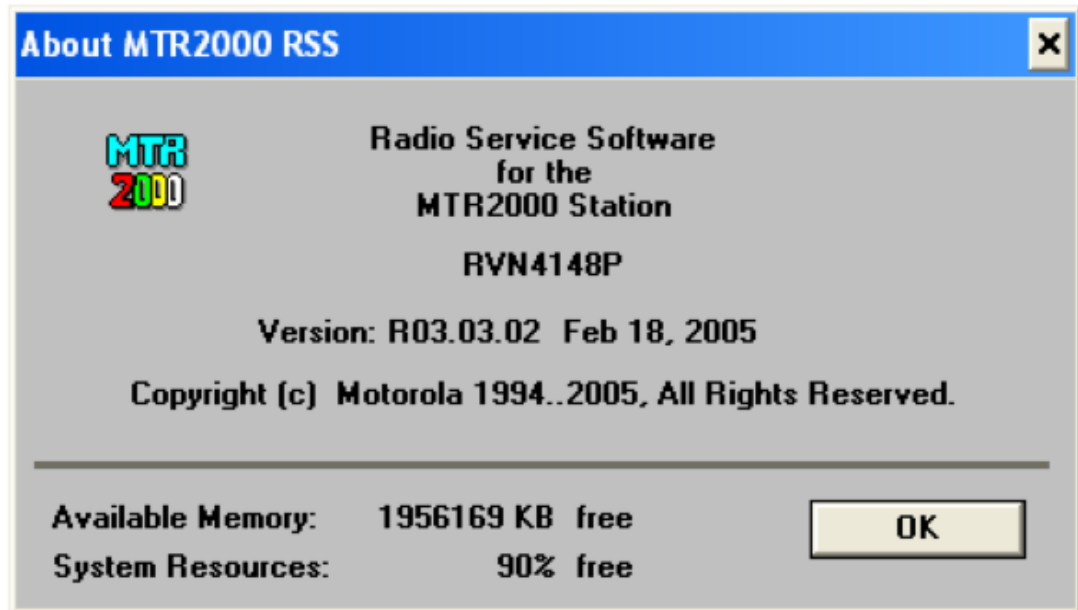 About MTR2000 RSS
MTR
2000
Radio Service Software
for the
MTR2000 Station
RVN4148P
Version: R03.03.02 Feb 18, 2005
Copyright (c) Motorola 1994..2005, All Rights Reserved.
Available Memory: 1956169 KB free
System Resources: 90% free
OK